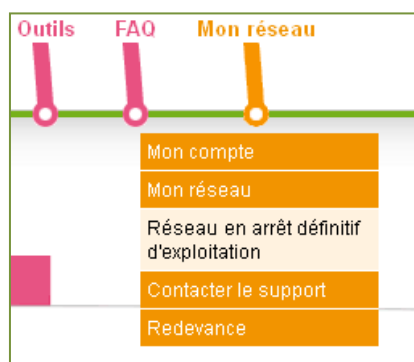 Outils FAQ Mon réseau
Mon compte
Mon réseau
Réseau en arrêt définitif
d'exploitation
Contacter le support
Redevance